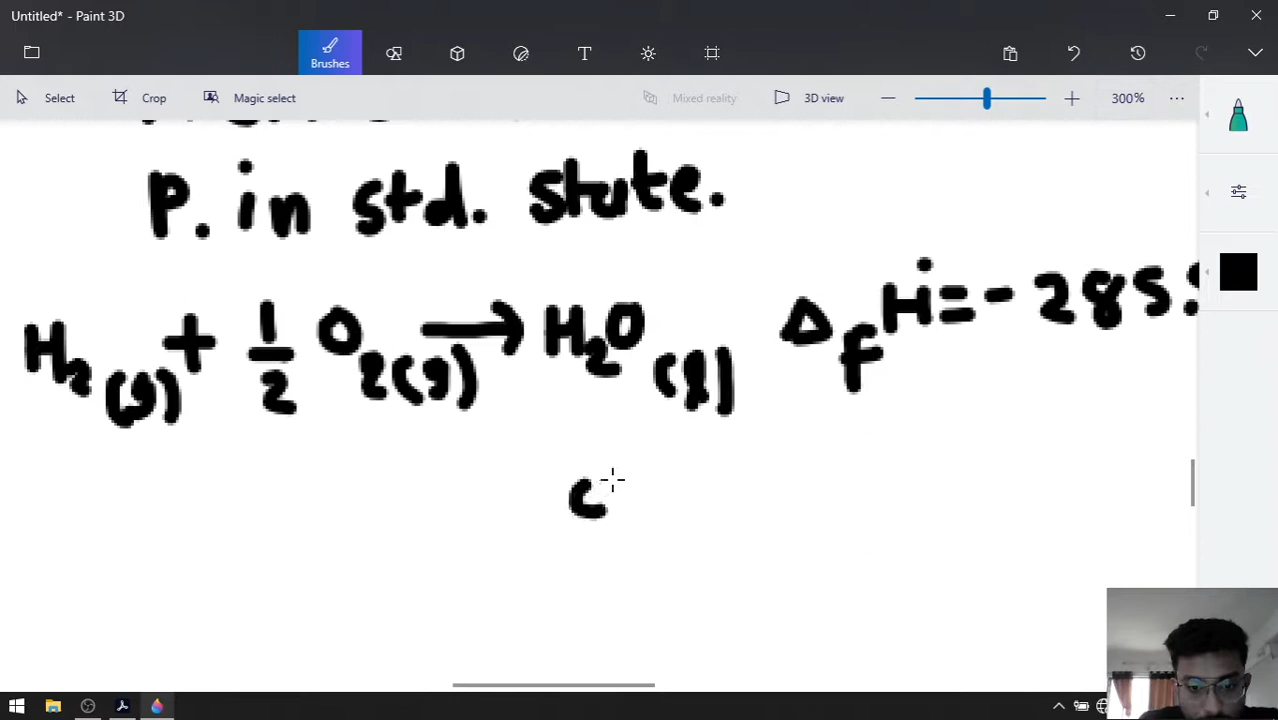 Untitled* - Paint 3D
Brushes
Select
Crop
Magic select
Mixed reality
3D view
300%
P. in std. state.
H₂(g) + 1/2 O₂(g) → H₂O(l) Δf H° = - 285
C